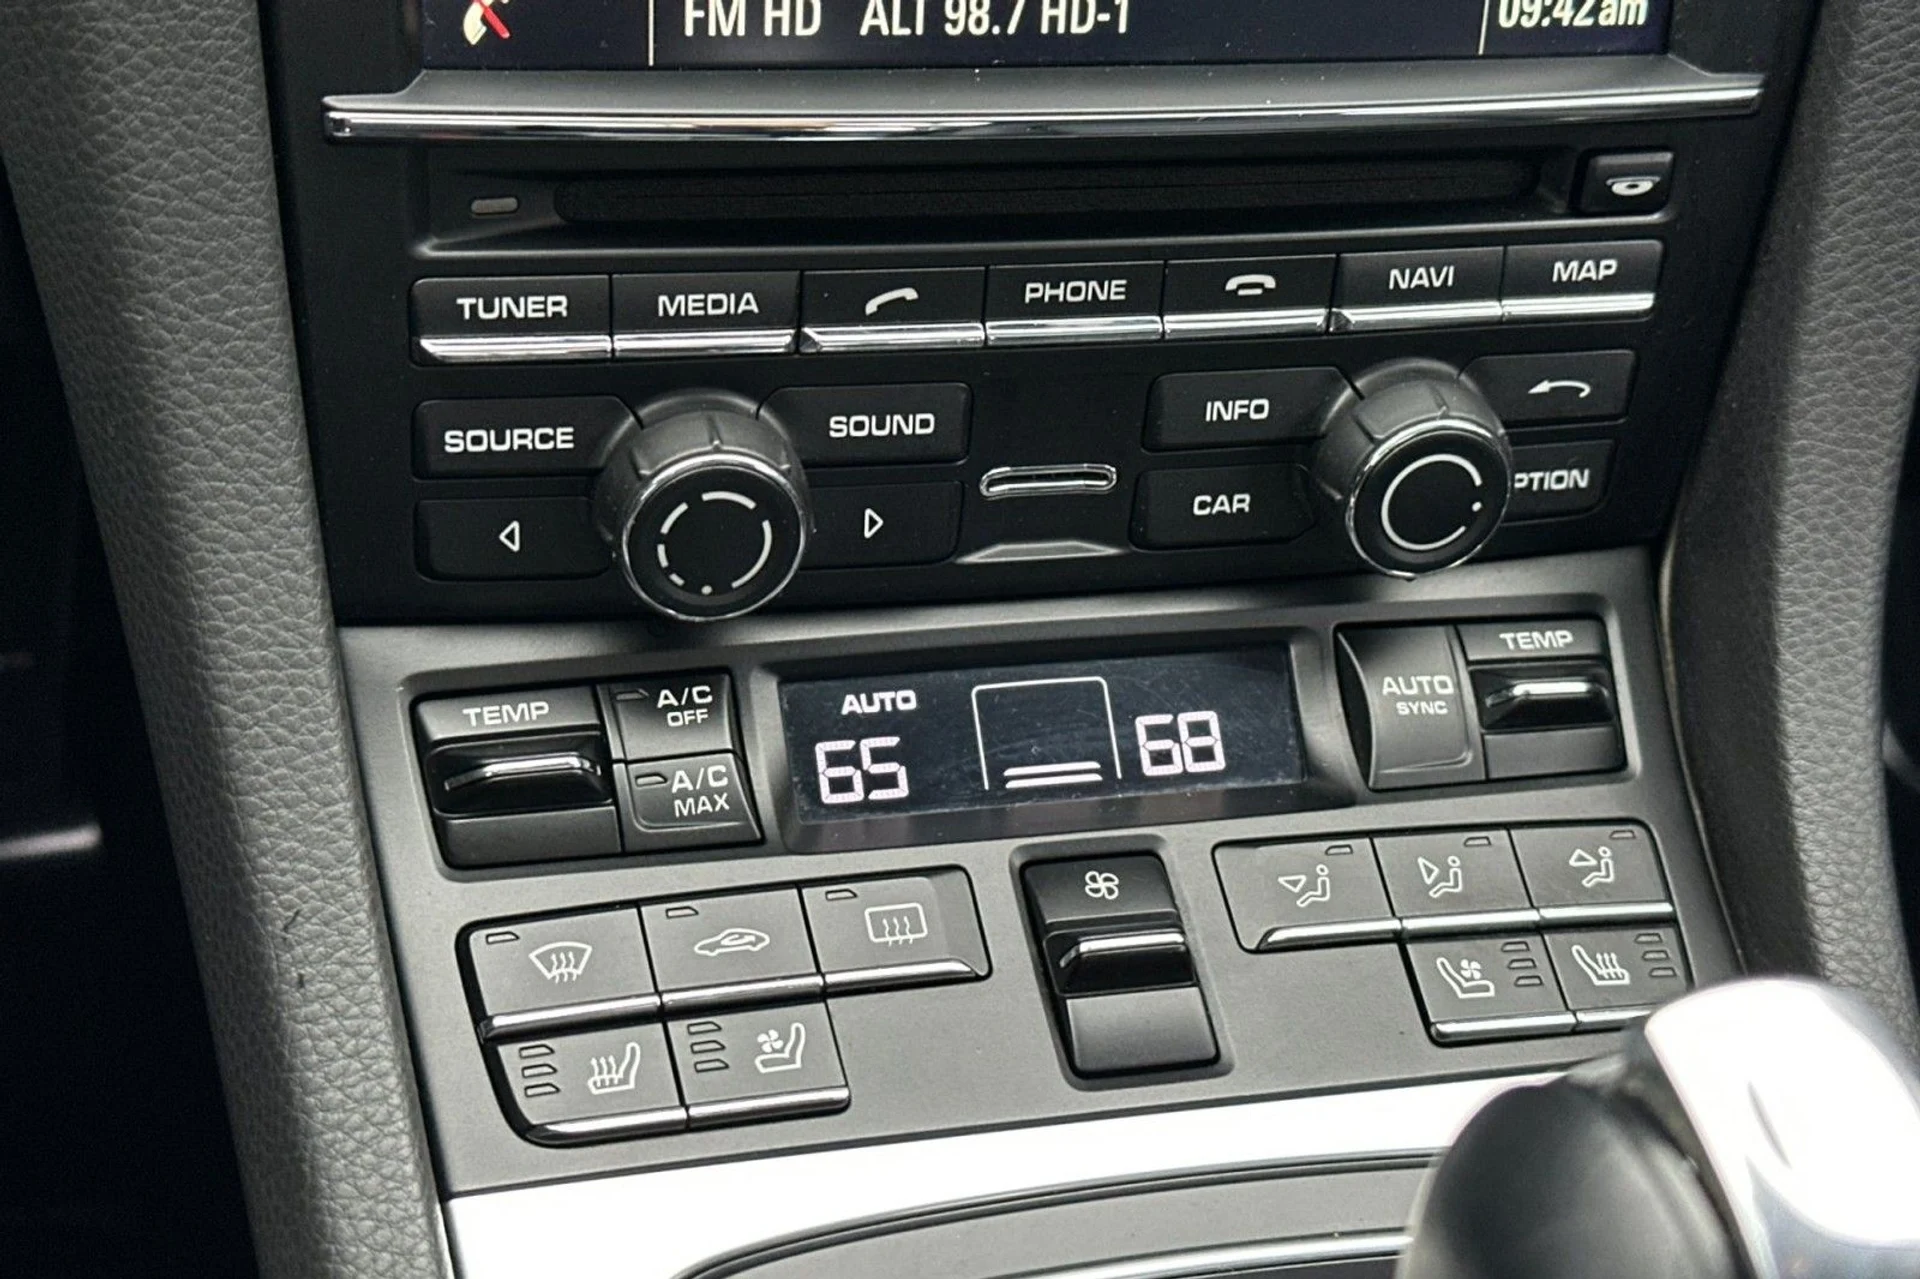 FM HD ALT 98.7 HD-1 09:42am
TUNER MEDIA PHONE NAVI MAP
SOURCE SOUND INFO
CAR PTION
TEMP A/C OFF AUTO AUTO SYNC TEMP
65 68
A/C MAX